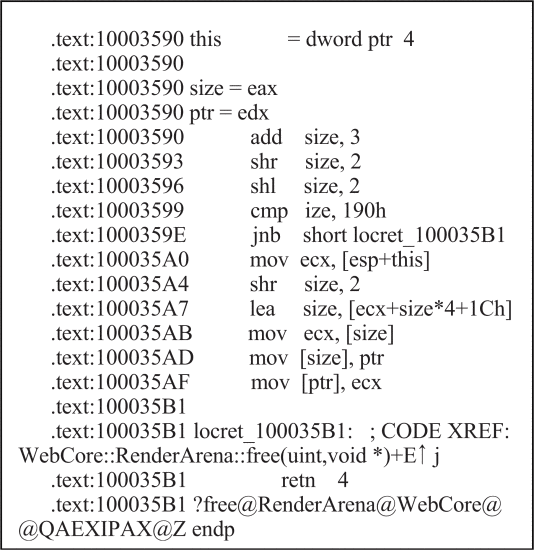 .text:10003590 this = dword ptr 4
.text:10003590
.text:10003590 size = eax
.text:10003590 ptr = edx
.text:10003590 add size, 3
.text:10003593 shr size, 2
.text:10003596 shl size, 2
.text:10003599 cmp ize, 190h
.text:1000359E jnb short locret_100035B1
.text:100035A0 mov ecx, [esp+this]
.text:100035A4 shr size, 2
.text:100035A7 lea size, [ecx+size*4+1Ch]
.text:100035AB mov ecx, [size]
.text:100035AD mov [size], ptr
.text:100035AF mov [ptr], ecx
.text:100035B1
.text:100035B1 locret_100035B1: ; CODE XREF:
WebCore::RenderArena::free(uint,void *)+E↑ j
.text:100035B1 retn 4
.text:100035B1 ?free@RenderArena@WebCore@
@QAEXIPAX@Z endp